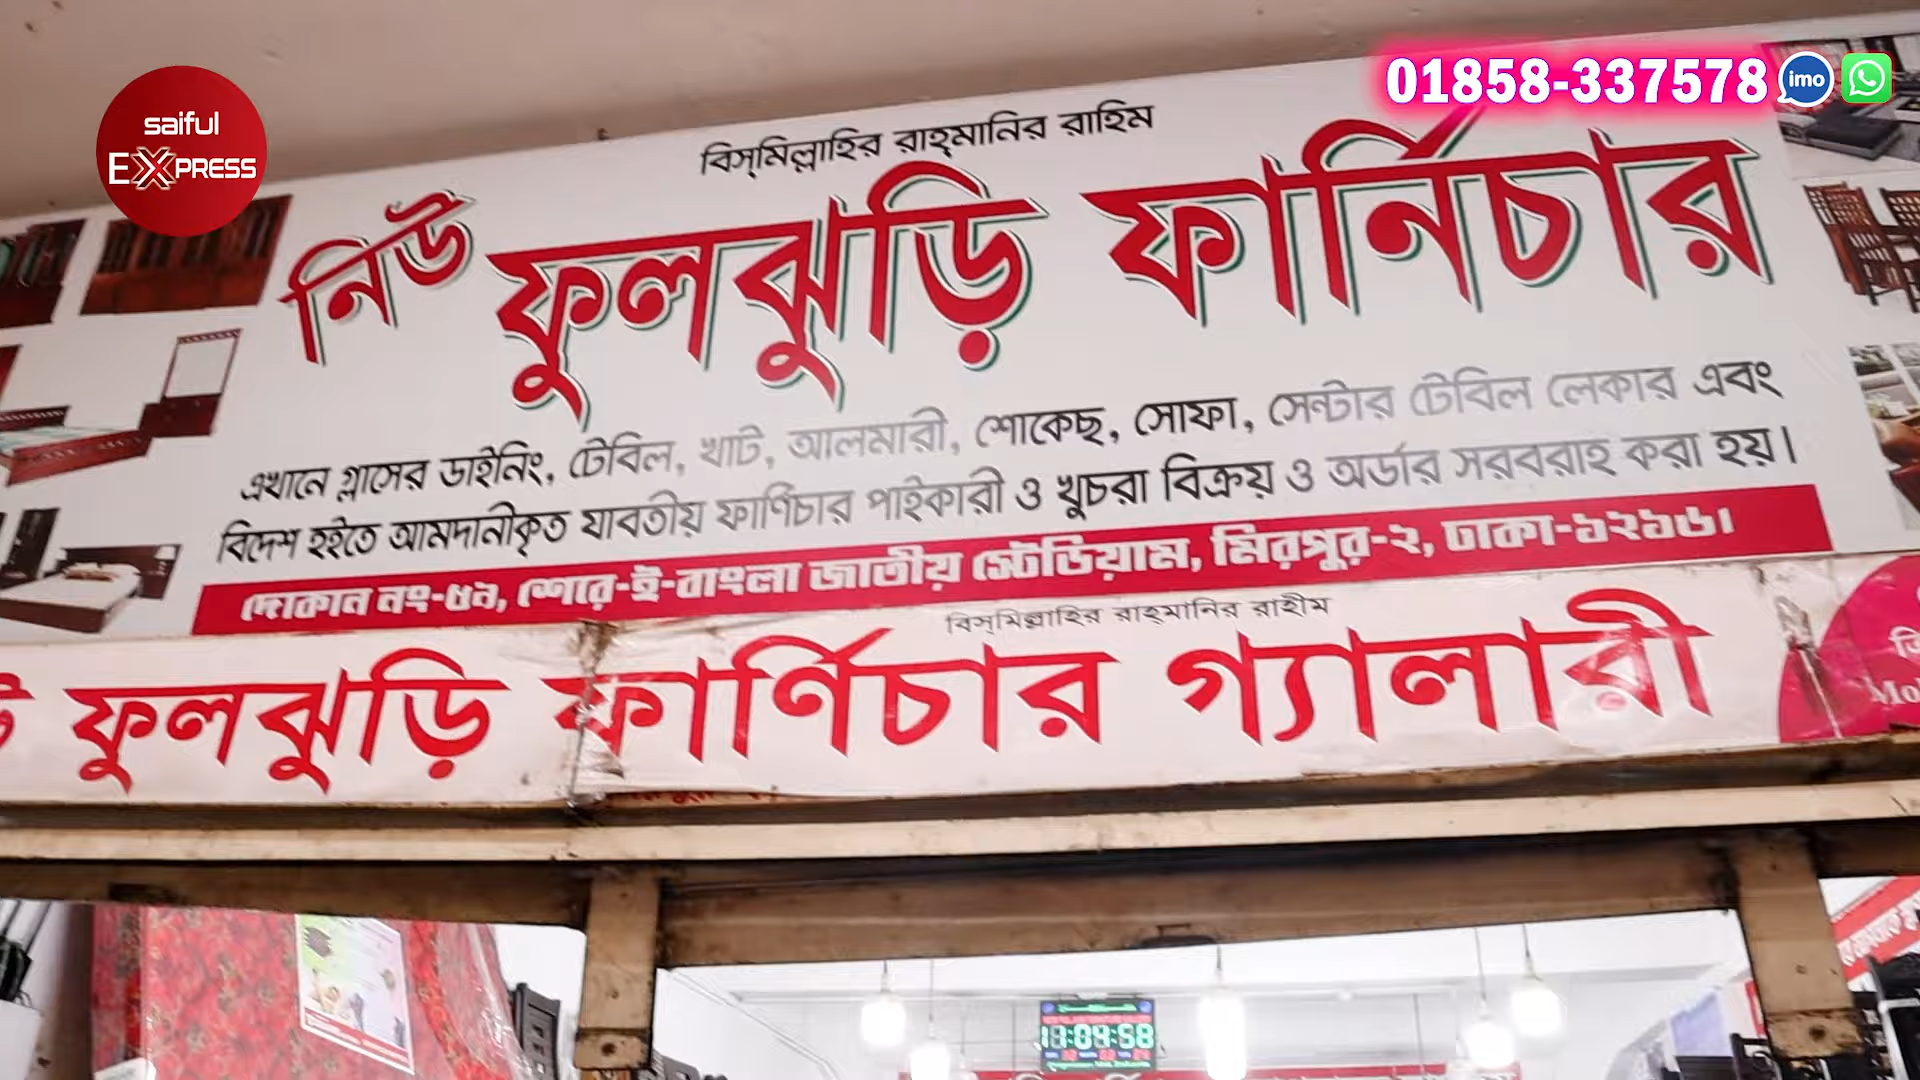 saiful
EXPRESS
01858-337578
imo
বিস্‌মিল্লাহির রাহ্‌মানির রাহিম
নিউ ফুলঝুড়ি ফার্নিচার
এখানে গ্লাসের ডাইনিং, টেবিল, খাট, আলমারী, শোকেছ, সোফা, সেন্টার টেবিল লেকার এবং
বিদেশ হইতে আমদানীকৃত যাবতীয় ফার্ণিচার পাইকারী ও খুচরা বিক্রয় ও অর্ডার সরবরাহ করা হয়।
দোকান নং-৪৯, শেরে-ই-বাংলা জাতীয় স্টেডিয়াম, মিরপুর-২, ঢাকা-১২১৬।
বিস্‌মিল্লাহির রাহ্‌মানির রাহীম
ফুলঝুড়ি ফার্ণিচার গ্যালারী
11:04:58